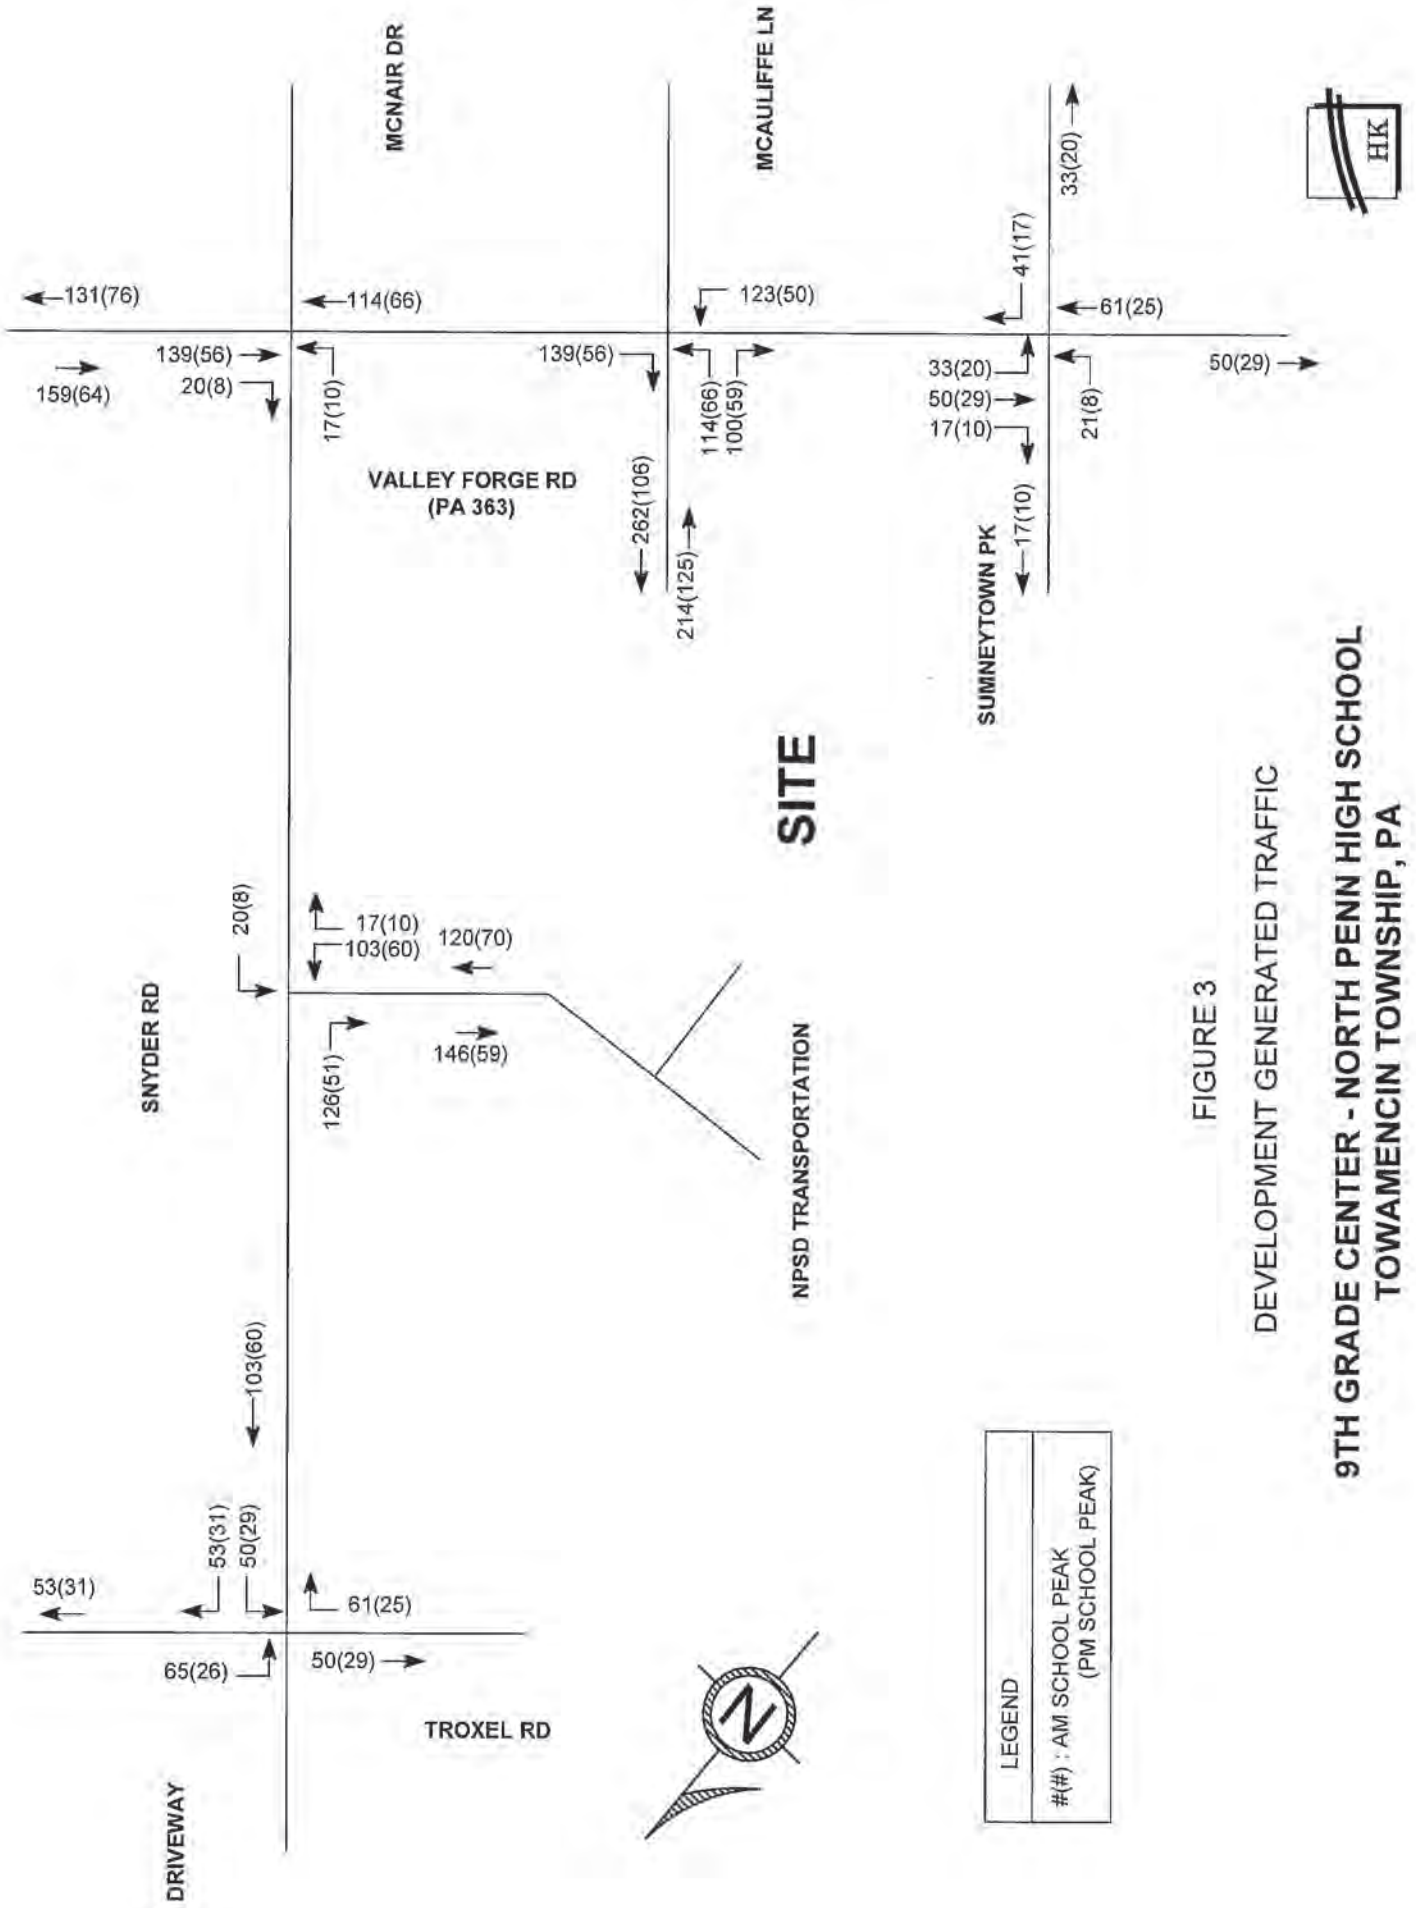 MCNAIR DR
MCAULIFFE LN
131(76)
114(66)
123(50)
41(17)
33(20)
61(25)
159(64)
139(56)
20(8)
17(10)
139(56)
114(66)
100(59)
33(20)
50(29)
17(10)
21(8)
50(29)
VALLEY FORGE RD
(PA 363)
262(106)
214(125)
SUMNEYTOWN PK
17(10)
SITE
SNYDER RD
20(8)
17(10)
103(60)
120(70)
126(51)
146(59)
NPSD TRANSPORTATION
103(60)
53(31)
53(31)
50(29)
61(25)
65(26)
50(29)
TROXEL RD
DRIVEWAY
N
LEGEND
#(#) : AM SCHOOL PEAK
(PM SCHOOL PEAK)
FIGURE 3
DEVELOPMENT GENERATED TRAFFIC
9TH GRADE CENTER - NORTH PENN HIGH SCHOOL
TOWAMENCIN TOWNSHIP, PA
HK